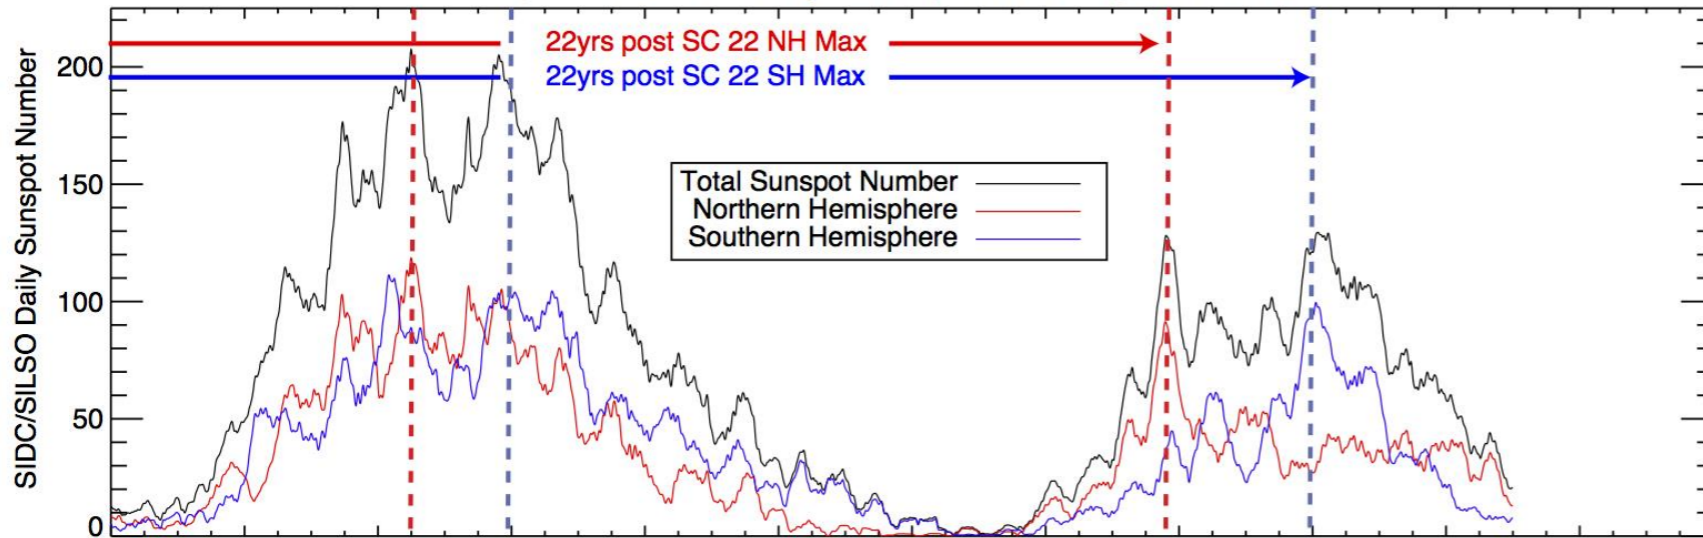 22yrs post SC 22 NH Max
22yrs post SC 22 SH Max
SIDC/SILSO Daily Sunspot Number
200
150
100
50
0
Total Sunspot Number
Northern Hemisphere
Southern Hemisphere